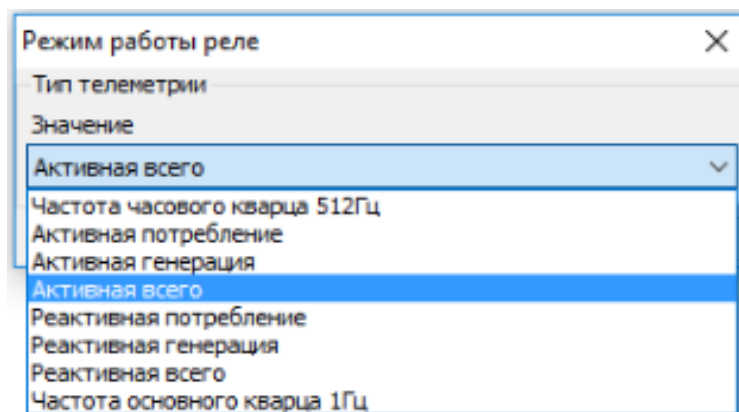 Режим работы реле
Тип телеметрии
Значение
Активная всего
Частота часового кварца 512Гц
Активная потребление
Активная генерация
Активная всего
Реактивная потребление
Реактивная генерация
Реактивная всего
Частота основного кварца 1Гц